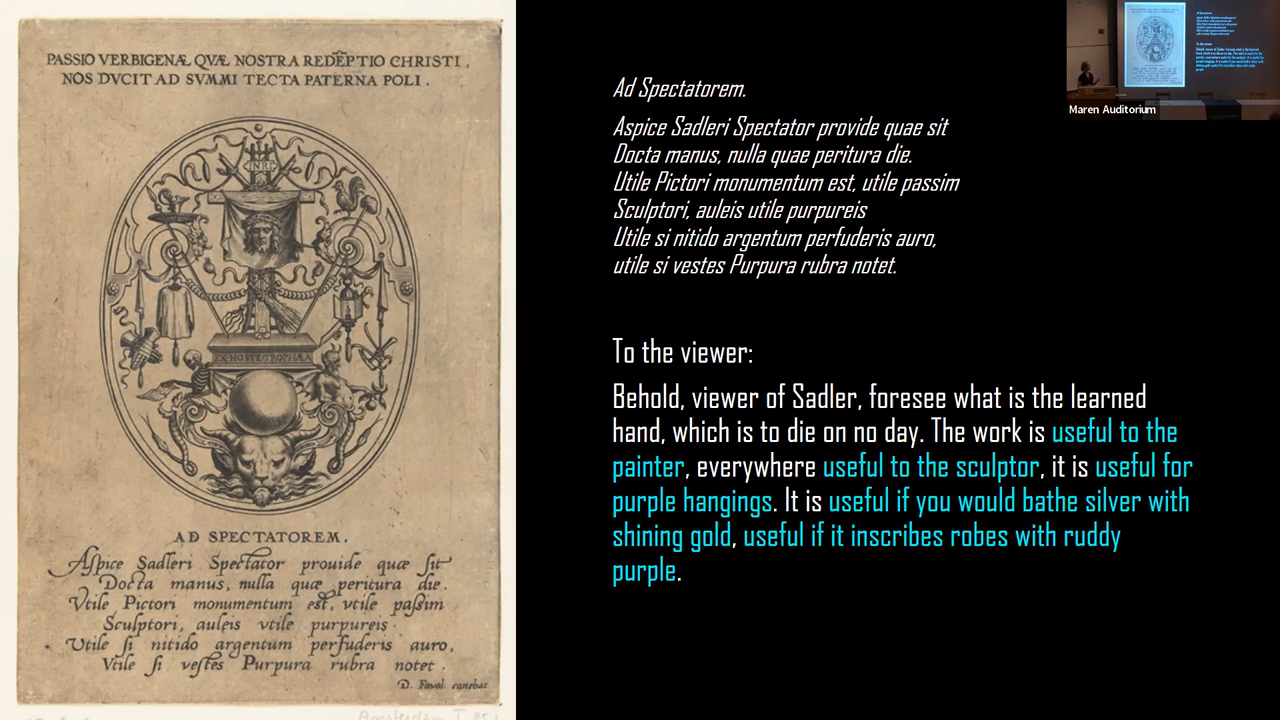 PASSIO VERBIGENÆ QVÆ NOSTRA REDĒPTIO CHRISTI,
NOS DVCIT AD SVMMI TECTA PATERNA POLI.
INRI
EX HOSTE TROPHÆA
AD SPECTATOREM.
Aspice Sadleri Spectator prouide quæ sit
Docta manus, nulla quæ peritura die.
Vtile Pictori monumentum est, vtile passim
Sculptori, auleis vtile purpureis.
Vtile si nitido argentum perfuderis auro,
Vtile si vestes Purpura rubra notet.
D. Favol. canebat
Ad Spectatorem.
Aspice Sadleri Spectator provide quae sit
Docta manus, nulla quae peritura die.
Utile Pictori monumentum est, utile passim
Sculptori, auleis utile purpureis
Utile si nitido argentum perfuderis auro,
utile si vestes Purpura rubra notet.
To the viewer:
Behold, viewer of Sadler, foresee what is the learned
hand, which is to die on no day. The work is useful to the
painter, everywhere useful to the sculptor, it is useful for
purple hangings. It is useful if you would bathe silver with
shining gold, useful if it inscribes robes with ruddy
purple.
Maren Auditorium